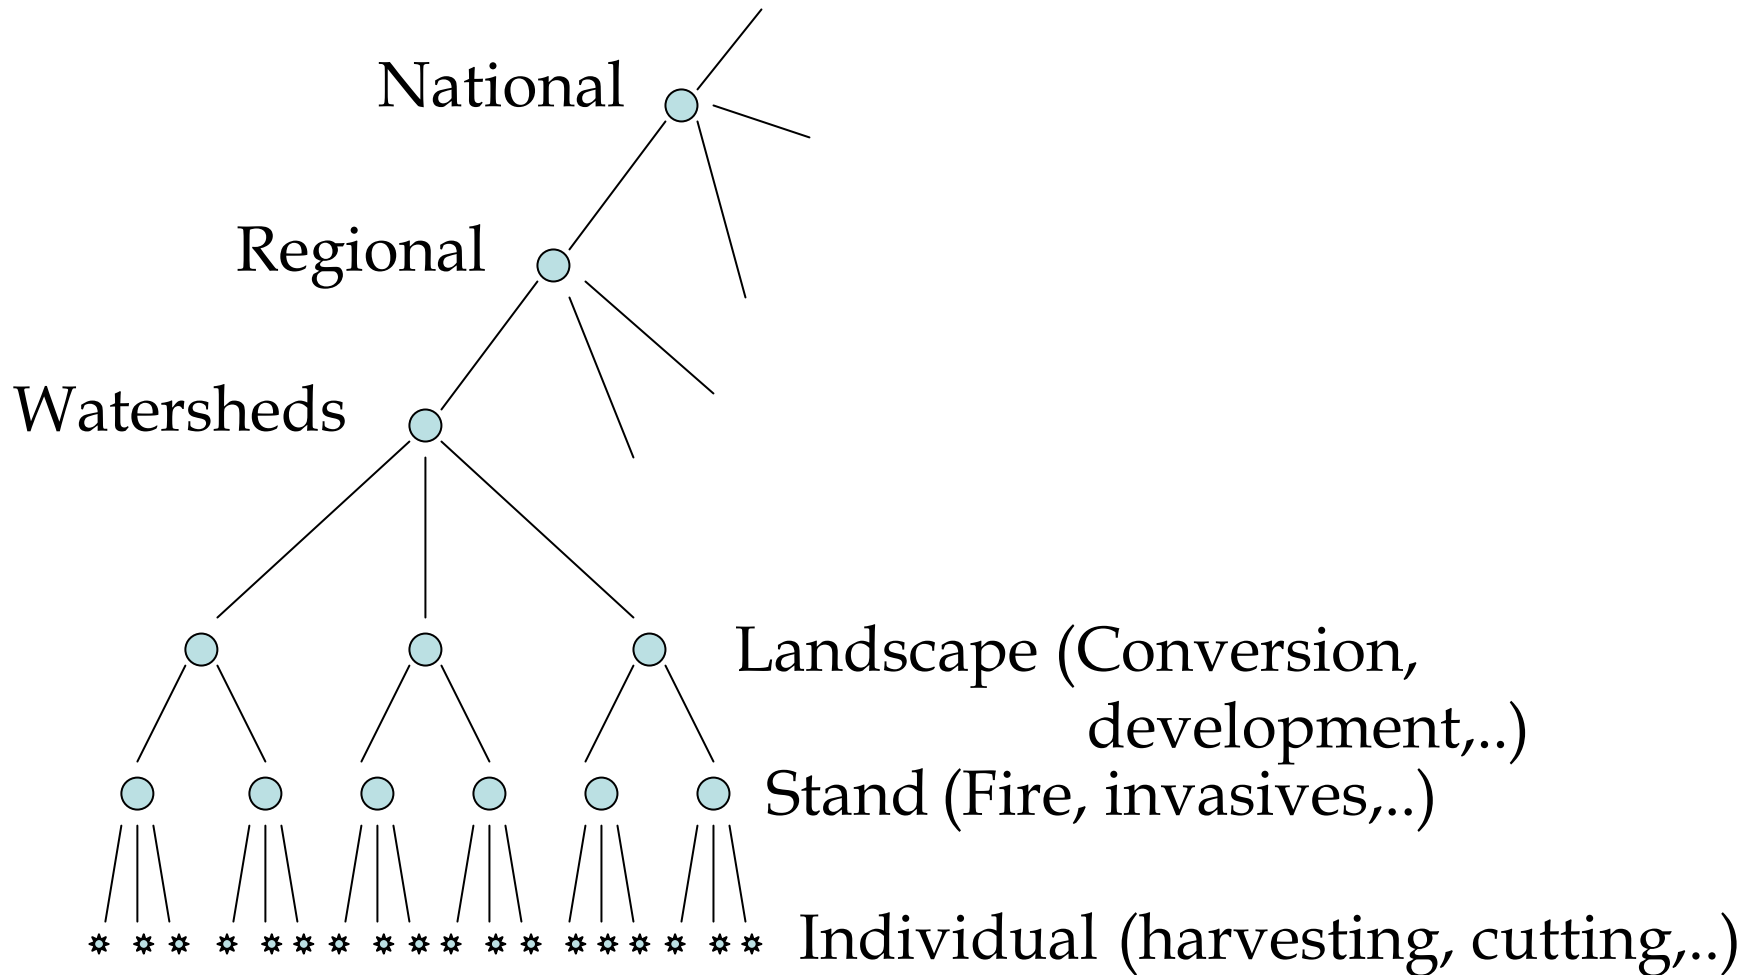 National
Regional
Watersheds
Landscape (Conversion,
development,..)
Stand (Fire, invasives,..)
Individual (harvesting, cutting,..)